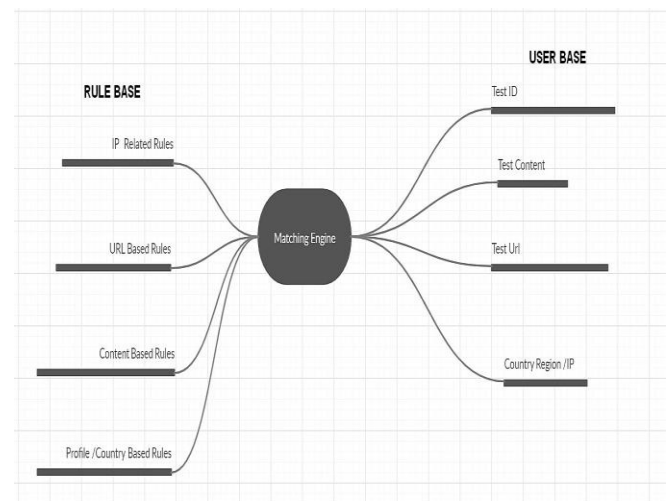 USER BASE
RULE BASE
Test ID
IP Related Rules
Test Content
Matching Engine
URL Based Rules
Test Url
Content Based Rules
Country Region /IP
Profile /Country Based Rules